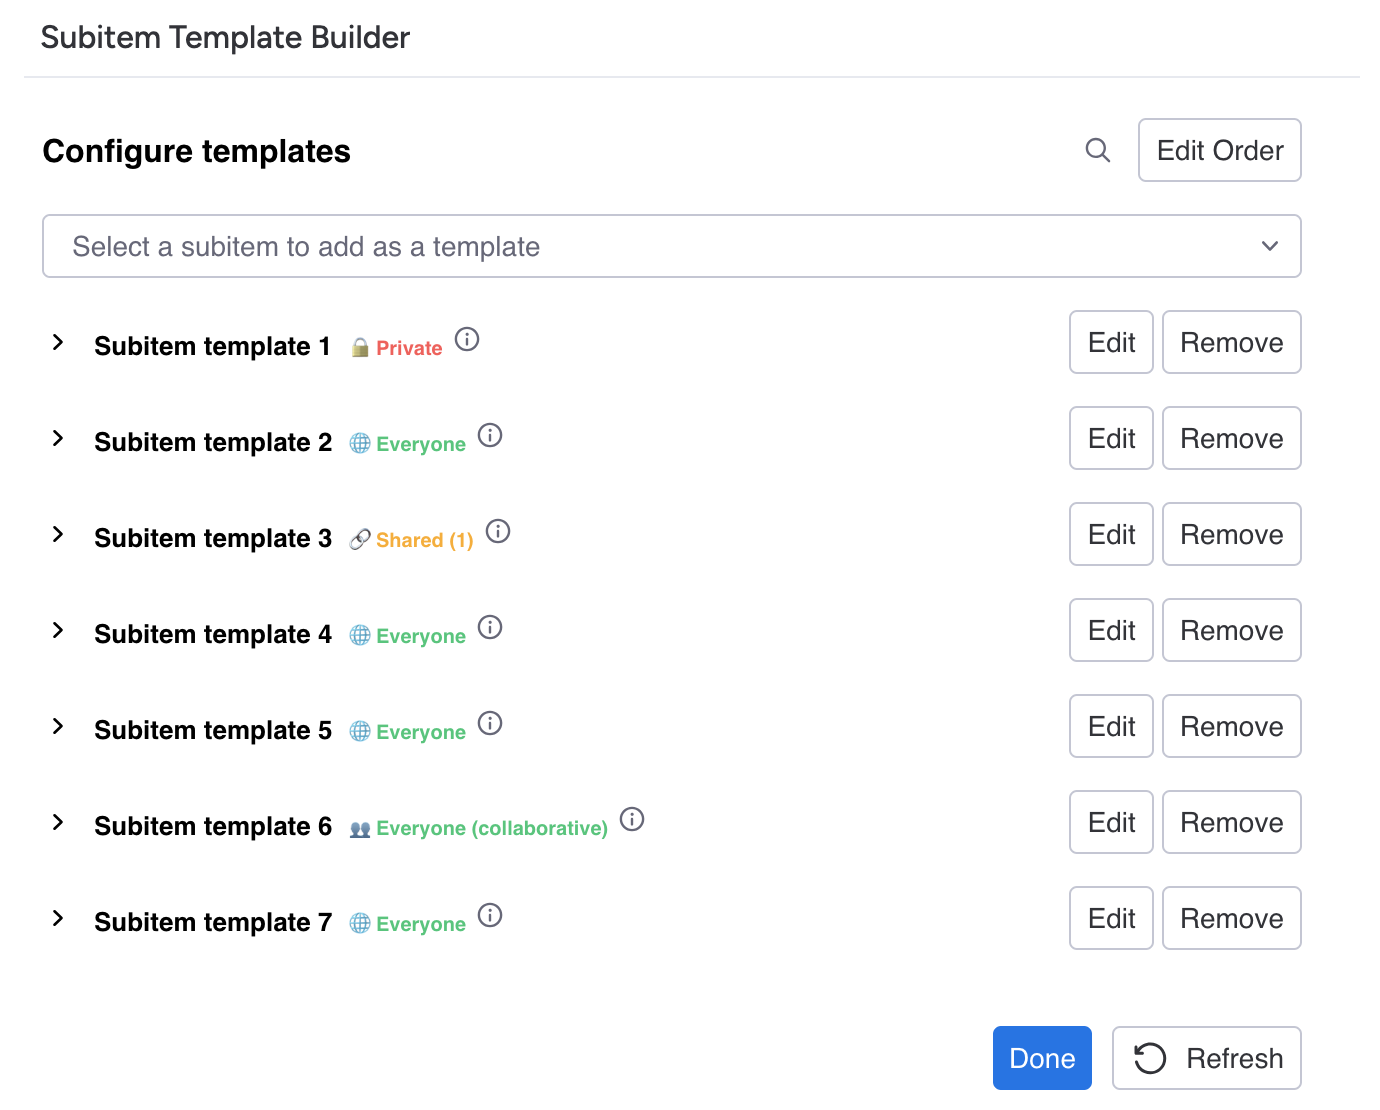 Subitem Template Builder
Configure templates
Edit Order
Select a subitem to add as a template
Subitem template 1 Private Edit Remove
Subitem template 2 Everyone Edit Remove
Subitem template 3 Shared (1) Edit Remove
Subitem template 4 Everyone Edit Remove
Subitem template 5 Everyone Edit Remove
Subitem template 6 Everyone (collaborative) Edit Remove
Subitem template 7 Everyone Edit Remove
Done Refresh